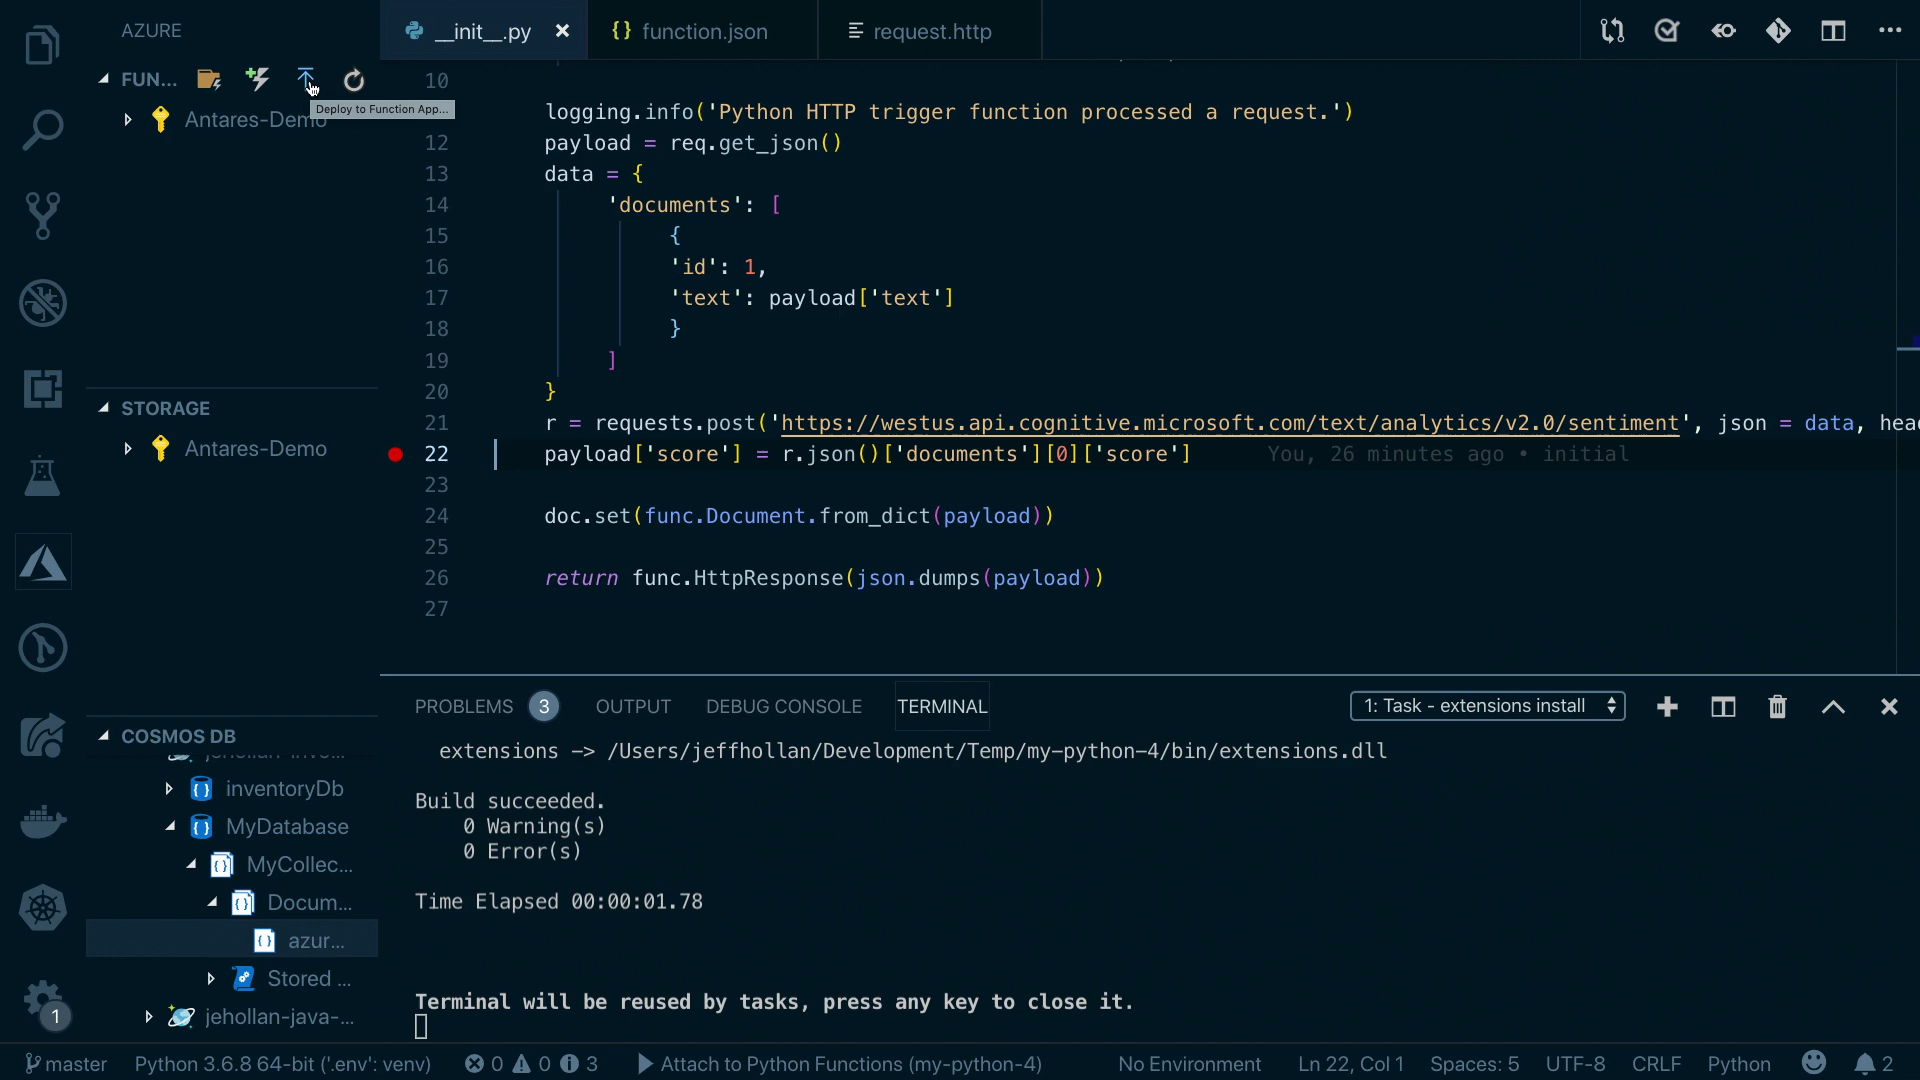 AZURE
__init__.py
function.json
request.http
FUN...
Deploy to Function App...
Antares-Demo
10
logging.info('Python HTTP trigger function processed a request.')
12 payload = req.get_json()
13 data = {
14 'documents': [
15 {
16 'id': 1,
17 'text': payload['text']
18 }
19 ]
20 }
21 r = requests.post('https://westus.api.cognitive.microsoft.com/text/analytics/v2.0/sentiment', json = data, hea
22 payload['score'] = r.json()['documents'][0]['score'] You, 26 minutes ago • initial
23
24 doc.set(func.Document.from_dict(payload))
25
26 return func.HttpResponse(json.dumps(payload))
27
STORAGE
Antares-Demo
COSMOS DB
inventoryDb
MyDatabase
MyCollec...
Docum...
azur...
Stored ...
jehollan-java-...
1
PROBLEMS 3 OUTPUT DEBUG CONSOLE TERMINAL 1: Task - extensions install
extensions -> /Users/jeffhollan/Development/Temp/my-python-4/bin/extensions.dll
Build succeeded.
0 Warning(s)
0 Error(s)
Time Elapsed 00:00:01.78
Terminal will be reused by tasks, press any key to close it.
master Python 3.6.8 64-bit ('.env': venv) 0 0 3 Attach to Python Functions (my-python-4) No Environment Ln 22, Col 1 Spaces: 5 UTF-8 CRLF Python 2